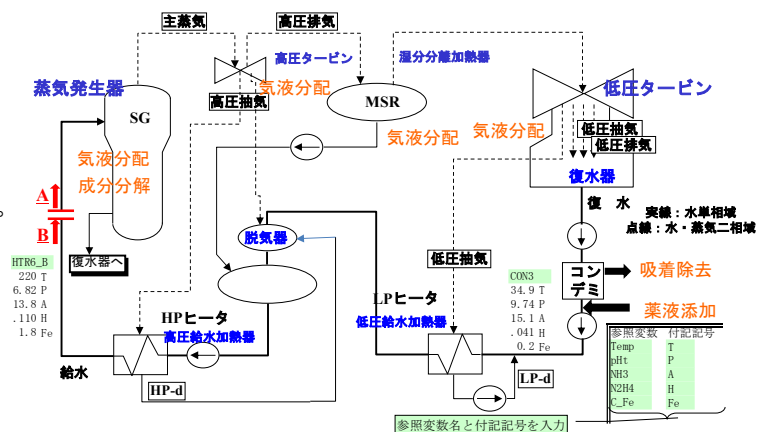 主蒸気
高圧排気
高圧タービン
湿分分離加熱器
蒸気発生器
SG
気液分配
高圧抽気
MSR
低圧タービン
気液分配
気液分配
低圧抽気
低圧排気
気液分配
成分分解
復水器
A
B
復 水
実線：水単相域
点線：水・蒸気二相域
。
脱気器
復水器へ
低圧抽気
コン
デミ
吸着除去
HTR6_B
220 T
6.82 P
13.8 A
.110 H
1.8 Fe
CON3
34.9 T
9.74 P
15.1 A
.041 H
0.2 Fe
薬液添加
HPヒータ
高圧給水加熱器
LPヒータ
低圧給水加熱器
給水
HP-d
LP-d
参照変数 付記記号
Temp T
pHt P
NH3 A
N2H4 H
C_Fe Fe
参照変数名と付記記号を入力